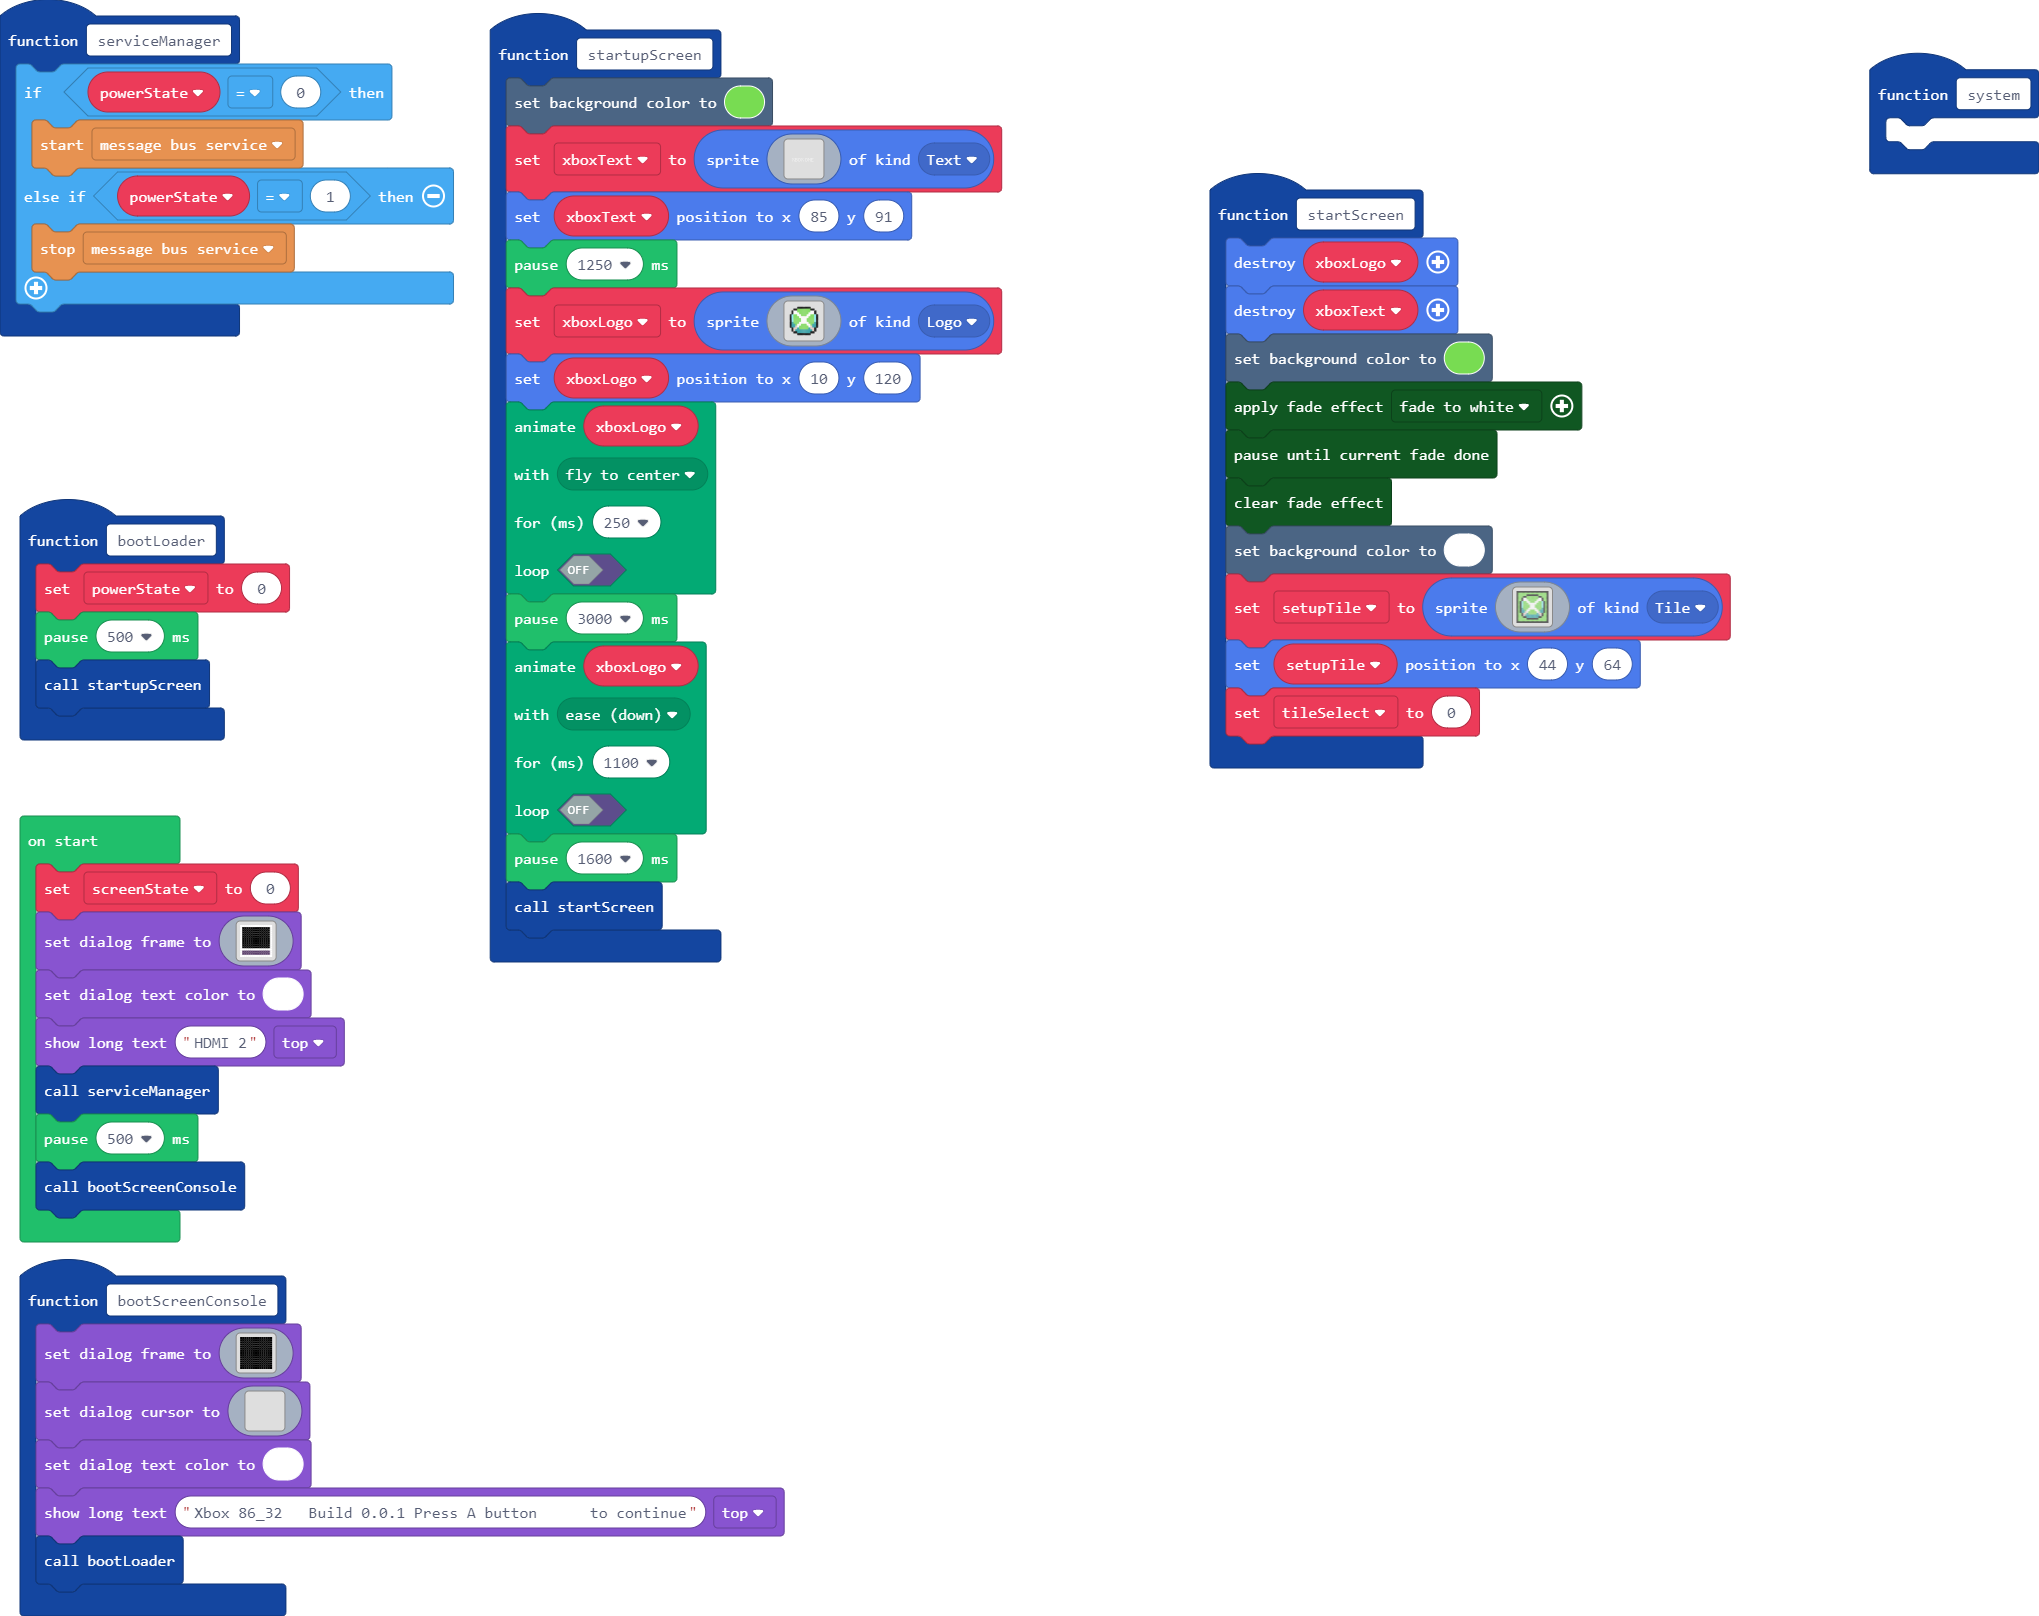 function serviceManager
if powerState = 0 then
start message bus service
else if powerState = 1 then
stop message bus service
function bootLoader
set powerState to 0
pause 500 ms
call startupScreen
on start
set screenState to 0
set dialog frame to
set dialog text color to
show long text "HDMI 2" top
call serviceManager
pause 500 ms
call bootScreenConsole
function bootScreenConsole
set dialog frame to
set dialog cursor to
set dialog text color to
show long text "Xbox 86_32   Build 0.0.1 Press A button      to continue" top
call bootLoader
function startupScreen
set background color to
set xboxText to sprite of kind Text
set xboxText position to x 85 y 91
pause 1250 ms
set xboxLogo to sprite of kind Logo
set xboxLogo position to x 10 y 120
animate xboxLogo
with fly to center
for (ms) 250
loop OFF
pause 3000 ms
animate xboxLogo
with ease (down)
for (ms) 1100
loop OFF
pause 1600 ms
call startScreen
function startScreen
destroy xboxLogo
destroy xboxText
set background color to
apply fade effect fade to white
pause until current fade done
clear fade effect
set background color to
set setupTile to sprite of kind Tile
set setupTile position to x 44 y 64
set tileSelect to 0
function system